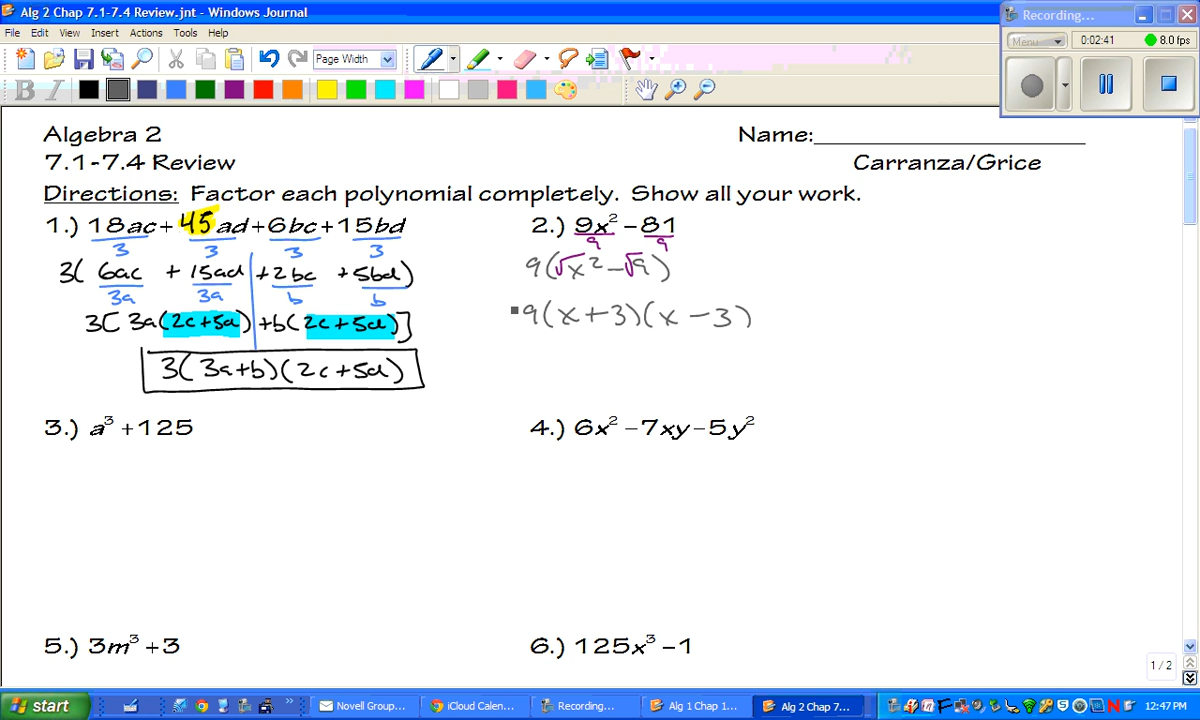 Alg 2 Chap 7.1-7.4 Review.jnt - Windows Journal
Recording...
File Edit View Insert Actions Tools Help
Menu 0:02:41 8.0 fps
Page Width
B I
Algebra 2 Name:
7.1-7.4 Review Carranza/Grice
Directions: Factor each polynomial completely. Show all your work.
1.) 18ac+45ad+6bc+15bd
3 3 3 3
3(6ac + 15ad + 2bc + 5bd)
3a 3a b b
3[3a(2c+5d)+b(2c+5d)]
3(3a+b)(2c+5d)
2.) 9x² - 81
9 9
9(√x² - √9)
9(x+3)(x-3)
3.) a³ + 125
4.) 6x² - 7xy - 5y²
5.) 3m³ + 3
6.) 125x³ - 1
1 / 2
start Novell Group... iCloud Calen... Recording... Alg 1 Chap 1... Alg 2 Chap 7... 12:47 PM